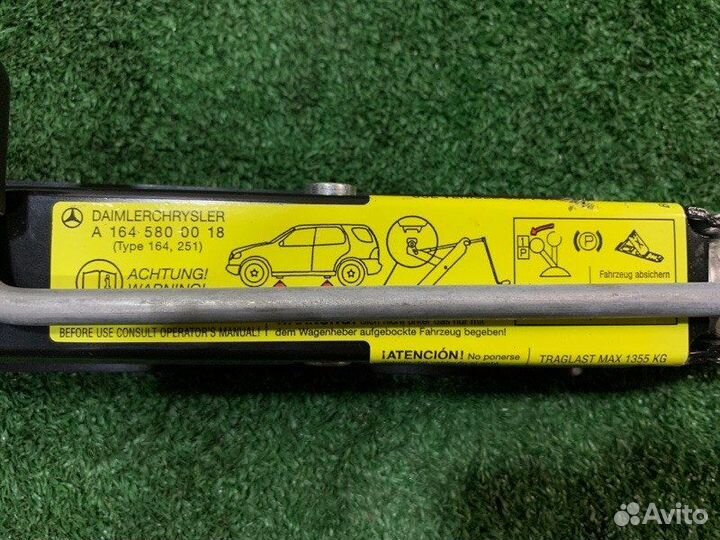 DAIMLERCHRYSLER
A 164 580 00 18
(Type 164, 251)
ACHTUNG!
WARNING!
BEFORE USE CONSULT OPERATOR'S MANUAL!
dem Wagenheber aufgebockte Fahrzeug begeben!
¡ATENCIÓN! No ponerse
I
P
(P)
Fahrzeug absichern
TRAGLAST MAX 1355 KG
Avito